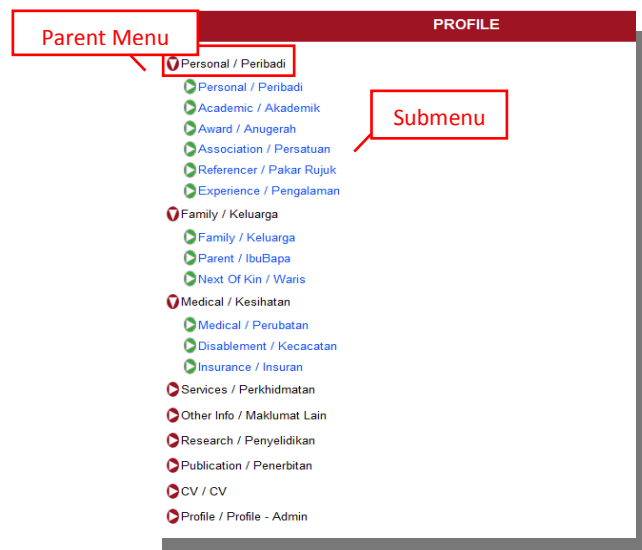 PROFILE
Parent Menu
Personal / Peribadi
Personal / Peribadi
Academic / Akademik
Submenu
Award / Anugerah
Association / Persatuan
Referencer / Pakar Rujuk
Experience / Pengalaman
Family / Keluarga
Family / Keluarga
Parent / IbuBapa
Next Of Kin / Waris
Medical / Kesihatan
Medical / Perubatan
Disablement / Kecacatan
Insurance / Insuran
Services / Perkhidmatan
Other Info / Maklumat Lain
Research / Penyelidikan
Publication / Penerbitan
CV / CV
Profile / Profile - Admin